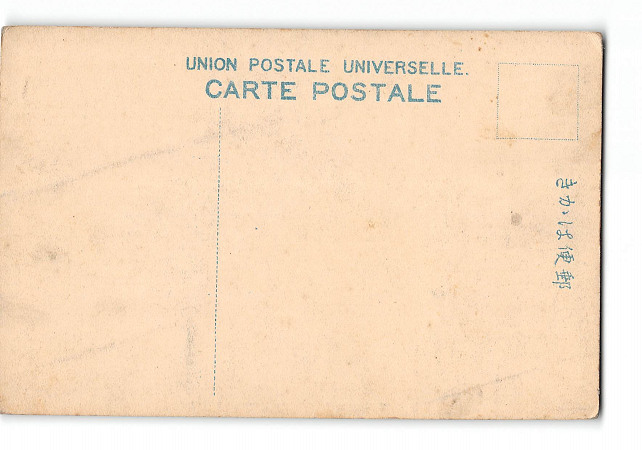 UNION POSTALE UNIVERSELLE.
CARTE POSTALE
きかは便郵